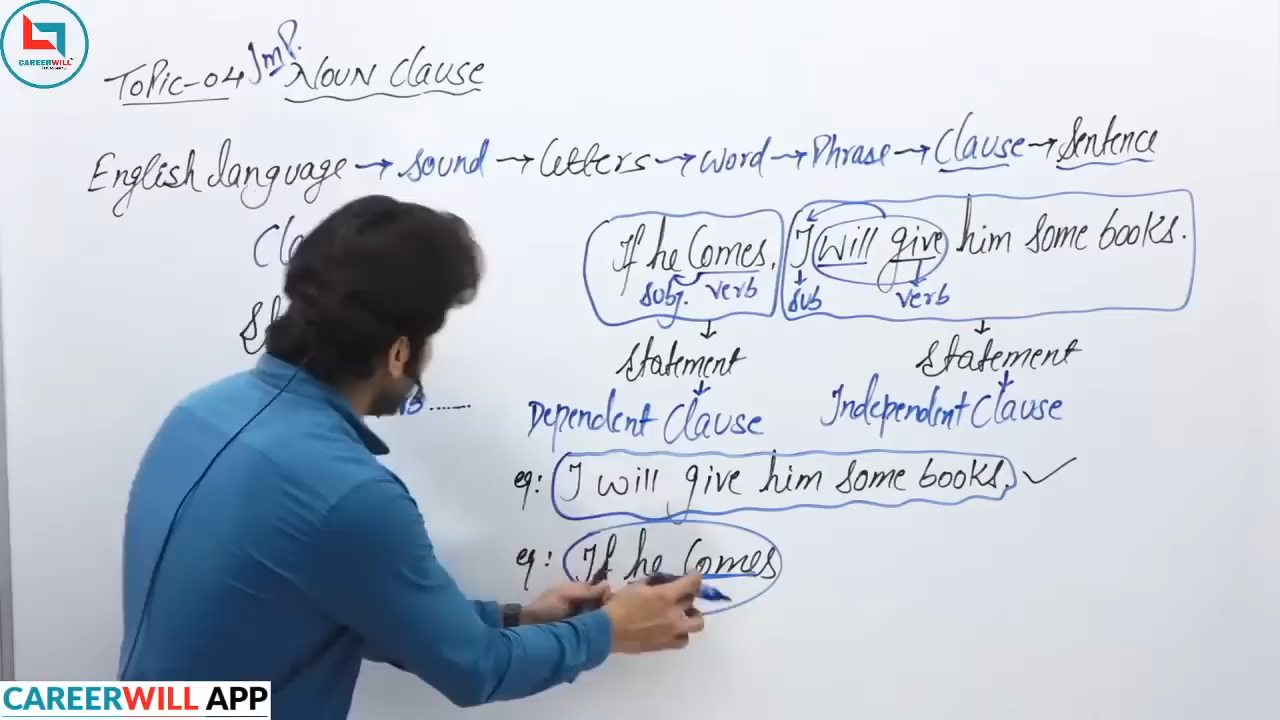 CAREERWILL
Topic-04 Imp. Noun Clause
English language → sound → Letters → word → Phrase → Clause → Sentence
If he Comes, I will give him some books.
subj. verb sub verb
Statement Statement
Dependent Clause Independent Clause
eg: I will give him some books. ✓
eg: If he Comes
CAREERWILL APP